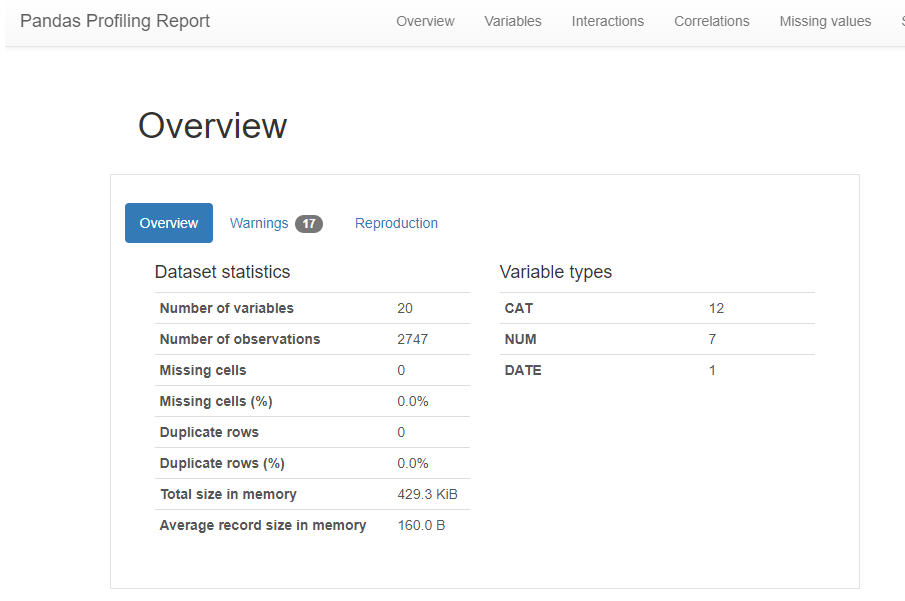 Pandas Profiling Report
Overview Variables Interactions Correlations Missing values
Overview
Overview Warnings 17 Reproduction
Dataset statistics
Number of variables 20
Number of observations 2747
Missing cells 0
Missing cells (%) 0.0%
Duplicate rows 0
Duplicate rows (%) 0.0%
Total size in memory 429.3 KiB
Average record size in memory 160.0 B
Variable types
CAT 12
NUM 7
DATE 1